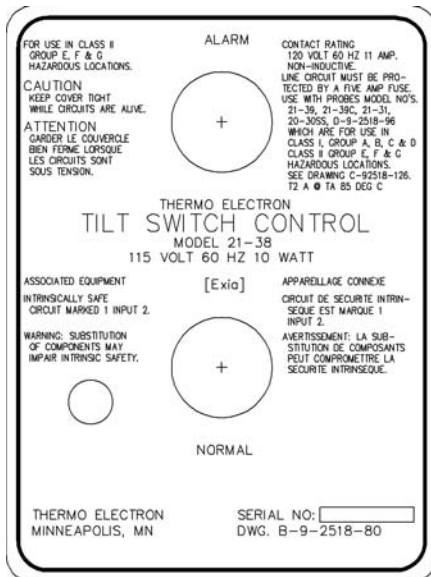 FOR USE IN CLASS II
GROUP E, F & G
HAZARDOUS LOCATIONS.
CAUTION
KEEP COVER TIGHT
WHILE CIRCUITS ARE ALIVE.
ATTENTION
GARDER LE COUVERCLE
BIEN FERME LORSQUE
LES CIRCUITS SONT
SOUS TENSION.
ALARM
CONTACT RATING
120 VOLT 60 HZ 11 AMP.
NON-INDUCTIVE.
LINE CIRCUIT MUST BE PRO-
TECTED BY A FIVE AMP FUSE.
USE WITH PROBES MODEL NO'S.
21-39, 21-39C, 21-31,
20-30SS, D-9-2518-96
WHICH ARE FOR USE IN
CLASS I, GROUP A, B, C & D
CLASS II GROUP E, F & G
HAZARDOUS LOCATIONS.
SEE DRAWING C-92518-126.
T2 A @ TA 85 DEG C
THERMO ELECTRON
TILT SWITCH CONTROL
MODEL 21-38
115 VOLT 60 HZ 10 WATT
ASSOCIATED EQUIPMENT
INTRINSICALLY SAFE
CIRCUIT MARKED 1 INPUT 2.
WARNING: SUBSTITUTION
OF COMPONENTS MAY
IMPAIR INTRINSIC SAFETY.
[Exia]
APPAREILLAGE CONNEXE
CIRCUIT DE SECURITE INTRIN-
SEQUE EST MARQUE 1
INPUT 2.
AVERTISSEMENT: LA SUB-
STITUTION DE COMPOSANTS
PEUT COMPROMETTRE LA
SECURITE INTRINSEQUE.
NORMAL
THERMO ELECTRON
MINNEAPOLIS, MN
SERIAL NO:
DWG. B-9-2518-80